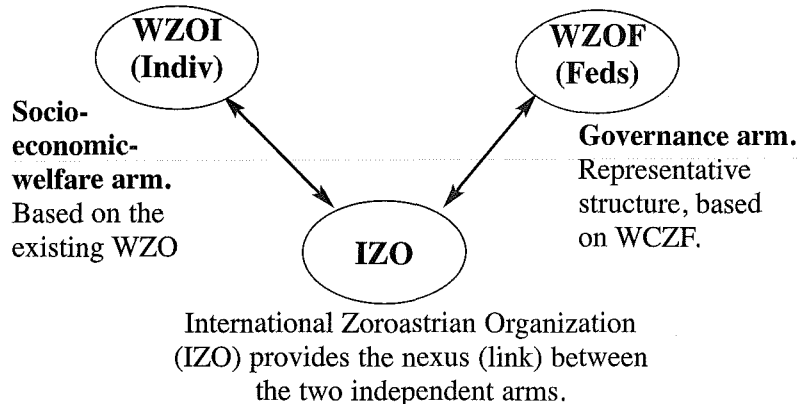 WZOI
(Indiv)
WZOF
(Feds)
Socio-
economic-
welfare arm.
Based on the
existing WZO
Governance arm.
Representative
structure, based
on WCZF.
IZO
International Zoroastrian Organization
(IZO) provides the nexus (link) between
the two independent arms.